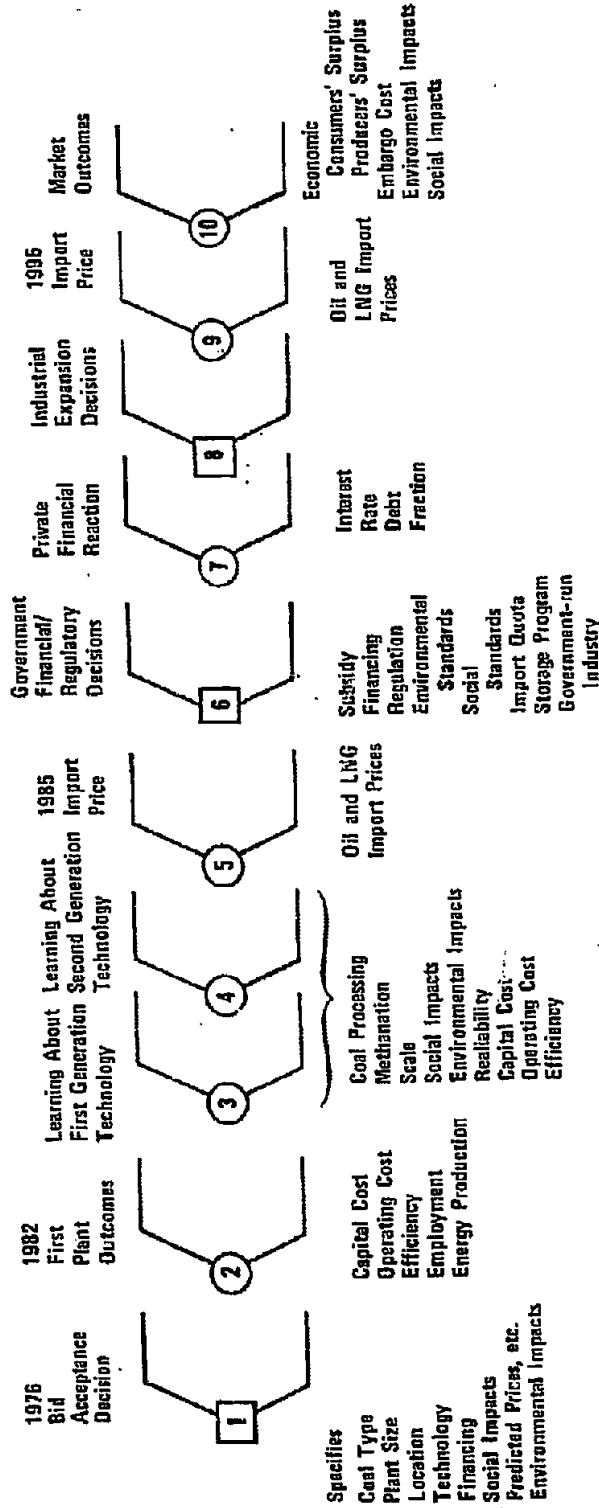 1976
Bid
Acceptance
Decision
1
Specifies
Coal Type
Plant Size
Location
Technology
Financing
Social Impacts
Predicted Prices, etc.
Environmental Impacts
1982
First
Plant
Outcomes
2
Capital Cost
Operating Cost
Efficiency
Employment
Energy Production
Learning About
First Generation
Technology
3
Learning About
Second Generation
Technology
4
Coal Processing
Methanation
Scale
Social Impacts
Environmental Impacts
Realiability
Capital Cost
Operating Cost
Efficiency
1985
Import
Price
5
Oil and LNG
Import Prices
Government
Financial/
Regulatory
Decisions
6
Subsidy
Financing
Regulation
Environmental
Standards
Social
Standards
Import Quota
Storage Program
Government-run
Industry
Private
Financial
Reaction
7
Interest
Rate
Debt
Fraction
Industrial
Expansion
Decisions
8
1996
Import
Price
9
Oil and
LNG Import
Prices
Market
Outcomes
10
Economic
Consumers' Surplus
Producers' Surplus
Embargo Cost
Environmental Impacts
Social Impacts